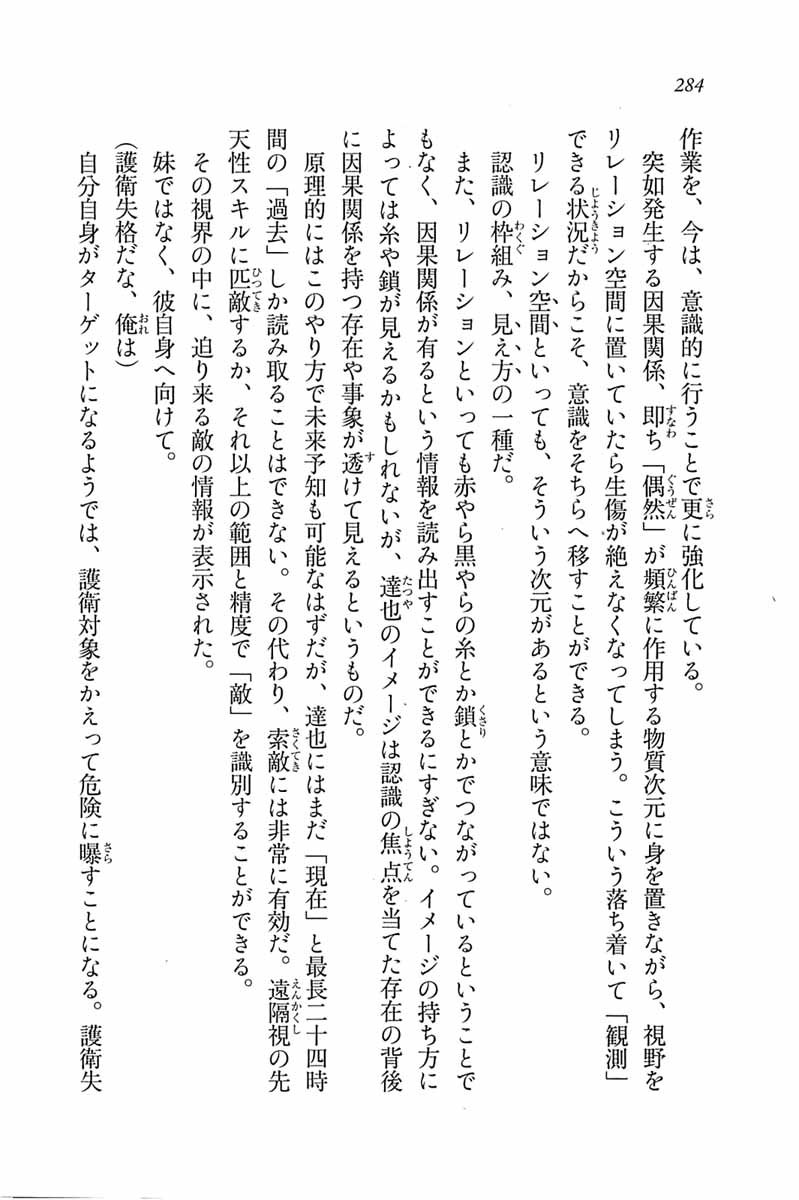 284
作業を、今は、意識的に行うことで更に強化している。
突如発生する因果関係、即ち「偶然」が頻繁に作用する物質次元に身を置きながら、視野を
リレーション空間に置いていたら生傷が絶えなくなってしまう。こういう落ち着いて「観測」
できる状況だからこそ、意識をそちらへ移すことができる。
リレーション空間といっても、そういう次元があるという意味ではない。
認識の枠組み、見え方の一種だ。
また、リレーションといっても赤やら黒やらの糸とか鎖とかでつながっているということで
もなく、因果関係が有るという情報を読み出すことができるにすぎない。イメージの持ち方に
よっては糸や鎖が見えるかもしれないが、達也のイメージは認識の焦点を当てた存在の背後
に因果関係を持つ存在や事象が透けて見えるというものだ。
原理的にはこのやり方で未来予知も可能なはずだが、達也にはまだ「現在」と最長二十四時
間の「過去」しか読み取ることはできない。その代わり、索敵には非常に有効だ。遠隔視の先
天性スキルに匹敵するか、それ以上の範囲と精度で「敵」を識別することができる。
その視界の中に、迫り来る敵の情報が表示された。
妹ではなく、彼自身へ向けて。
(護衛失格だな、俺は)
自分自身がターゲットになるようでは、護衛対象をかえって危険に曝すことになる。護衛失